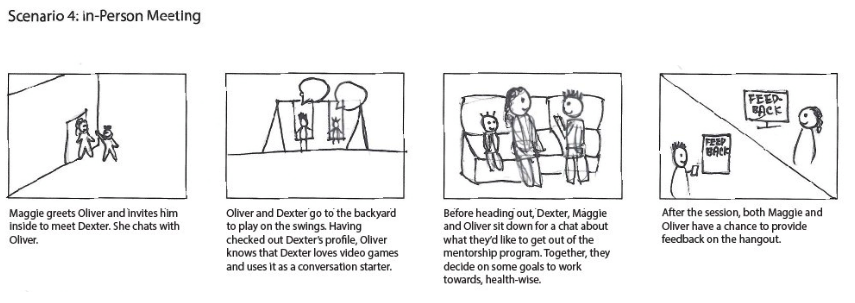 Scenario 4: in-Person Meeting
FEED-
BACK
FEED
BACK
Maggie greets Oliver and invites him
inside to meet Dexter. She chats with
Oliver.
Oliver and Dexter go to the backyard
to play on the swings. Having
checked out Dexter's profile, Oliver
knows that Dexter loves video games
and uses it as a conversation starter.
Before heading out, Dexter, Maggie
and Oliver sit down for a chat about
what they'd like to get out of the
mentorship program. Together, they
decide on some goals to work
towards, health-wise.
After the session, both Maggie and
Oliver have a chance to provide
feedback on the hangout.